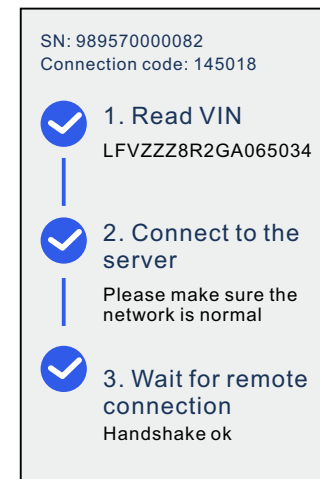 SN: 989570000082
Connection code: 145018
1. Read VIN
LFVZZZ8R2GA065034
2. Connect to the
server
Please make sure the
network is normal
3. Wait for remote
connection
Handshake ok